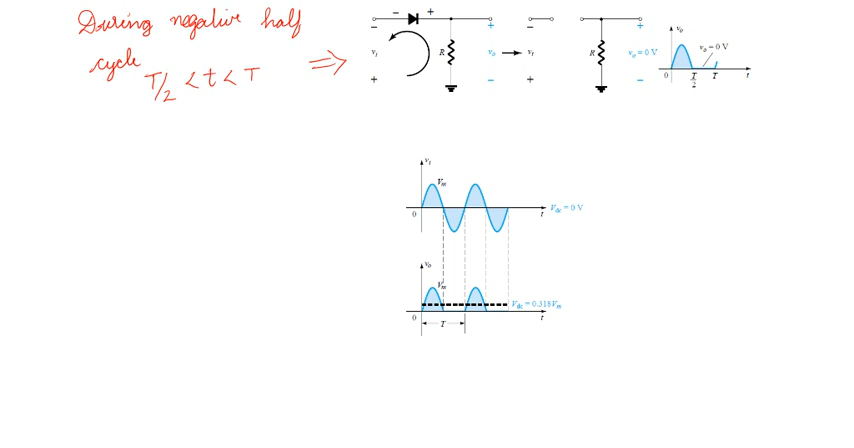 During negative half
cycle
T/2 < t < T ⇒
− − + +
vi R vo
+ −
− +
vi R vo = 0 V
+ −
vo
vo = 0 V
0 T/2 T t
vi
Vm
0 t Vdc = 0 V
vo
Vm
Vdc = 0.318Vm
0 t
T